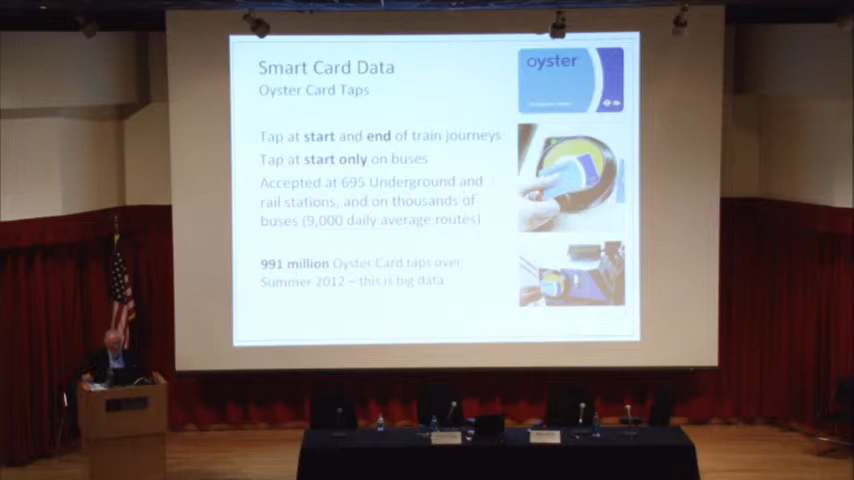 Smart Card Data
Oyster Card Taps
Tap at start and end of train journeys
Tap at start only on buses
Accepted at 695 Underground and
rail stations, and on thousands of
buses (9,000 daily average routes)
991 million Oyster Card taps over
Summer 2012 – this is big data
oyster